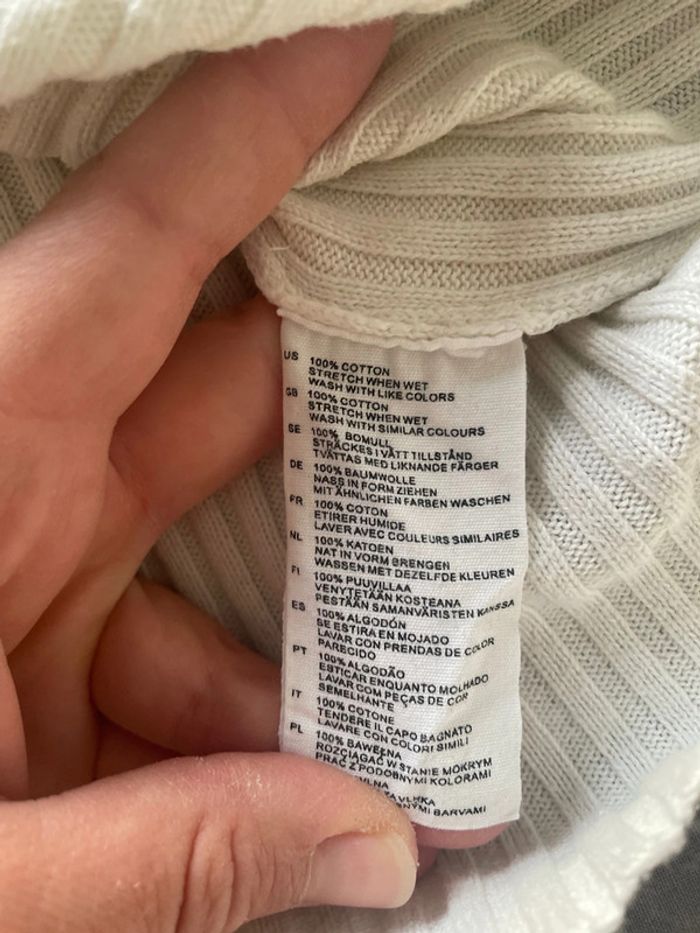 US 100% COTTON
STRETCH WHEN WET
WASH WITH LIKE COLORS
GB 100% COTTON
STRETCH WHEN WET
WASH WITH SIMILAR COLOURS
SE 100% BOMULL
STRÄCKES I VÅTT TILLSTÅND
TVÄTTAS MED LIKNANDE FÄRGER
DE 100% BAUMWOLLE
NASS IN FORM ZIEHEN
MIT ÄHNLICHEN FARBEN WASCHEN
FR 100% COTON
ETIRER HUMIDE
LAVER AVEC COULEURS SIMILAIRES
NL 100% KATOEN
NAT IN VORM BRENGEN
WASSEN MET DEZELFDE KLEUREN
FI 100% PUUVILLAA
VENYTETÄÄN KOSTEANA
PESTÄÄN SAMANVÄRISTEN KANSSA
ES 100% ALGODÓN
SE ESTIRA EN MOJADO
LAVAR CON PRENDAS DE COLOR
PARECIDO
PT 100% ALGODÃO
ESTICAR ENQUANTO MOLHADO
LAVAR COM PEÇAS DE COR
SEMELHANTE
IT 100% COTONE
TENDERE IL CAPO BAGNATO
LAVARE CON COLORI SIMILI
PL 100% BAWEŁNA
ROZCIĄGAĆ W STANIE MOKRYM
PRAĆ Z PODOBNYMI KOLORAMI
BARVAMI